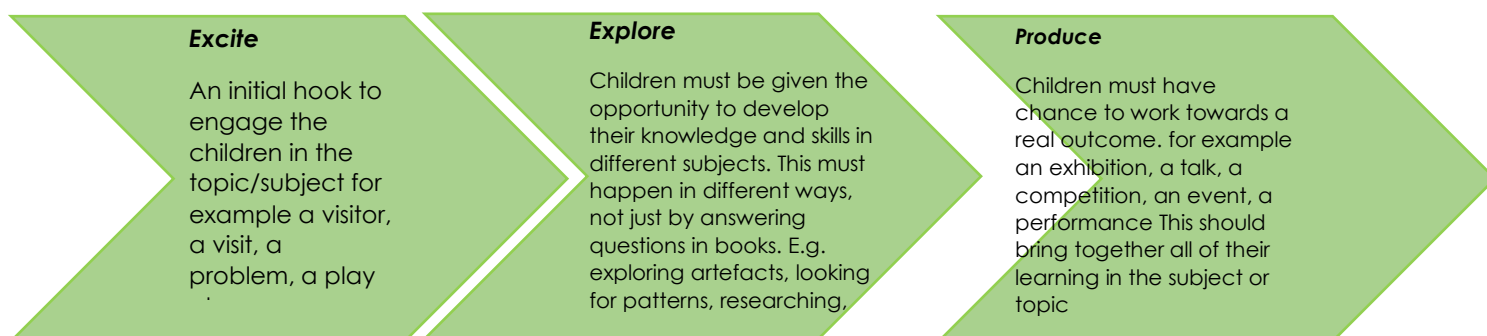 Excite
An initial hook to
engage the
children in the
topic/subject for
example a visitor,
a visit, a
problem, a play
Explore
Children must be given the
opportunity to develop
their knowledge and skills in
different subjects. This must
happen in different ways,
not just by answering
questions in books. E.g.
exploring artefacts, looking
for patterns, researching,
Produce
Children must have
chance to work towards a
real outcome. for example
an exhibition, a talk, a
competition, an event, a
performance This should
bring together all of their
learning in the subject or
topic